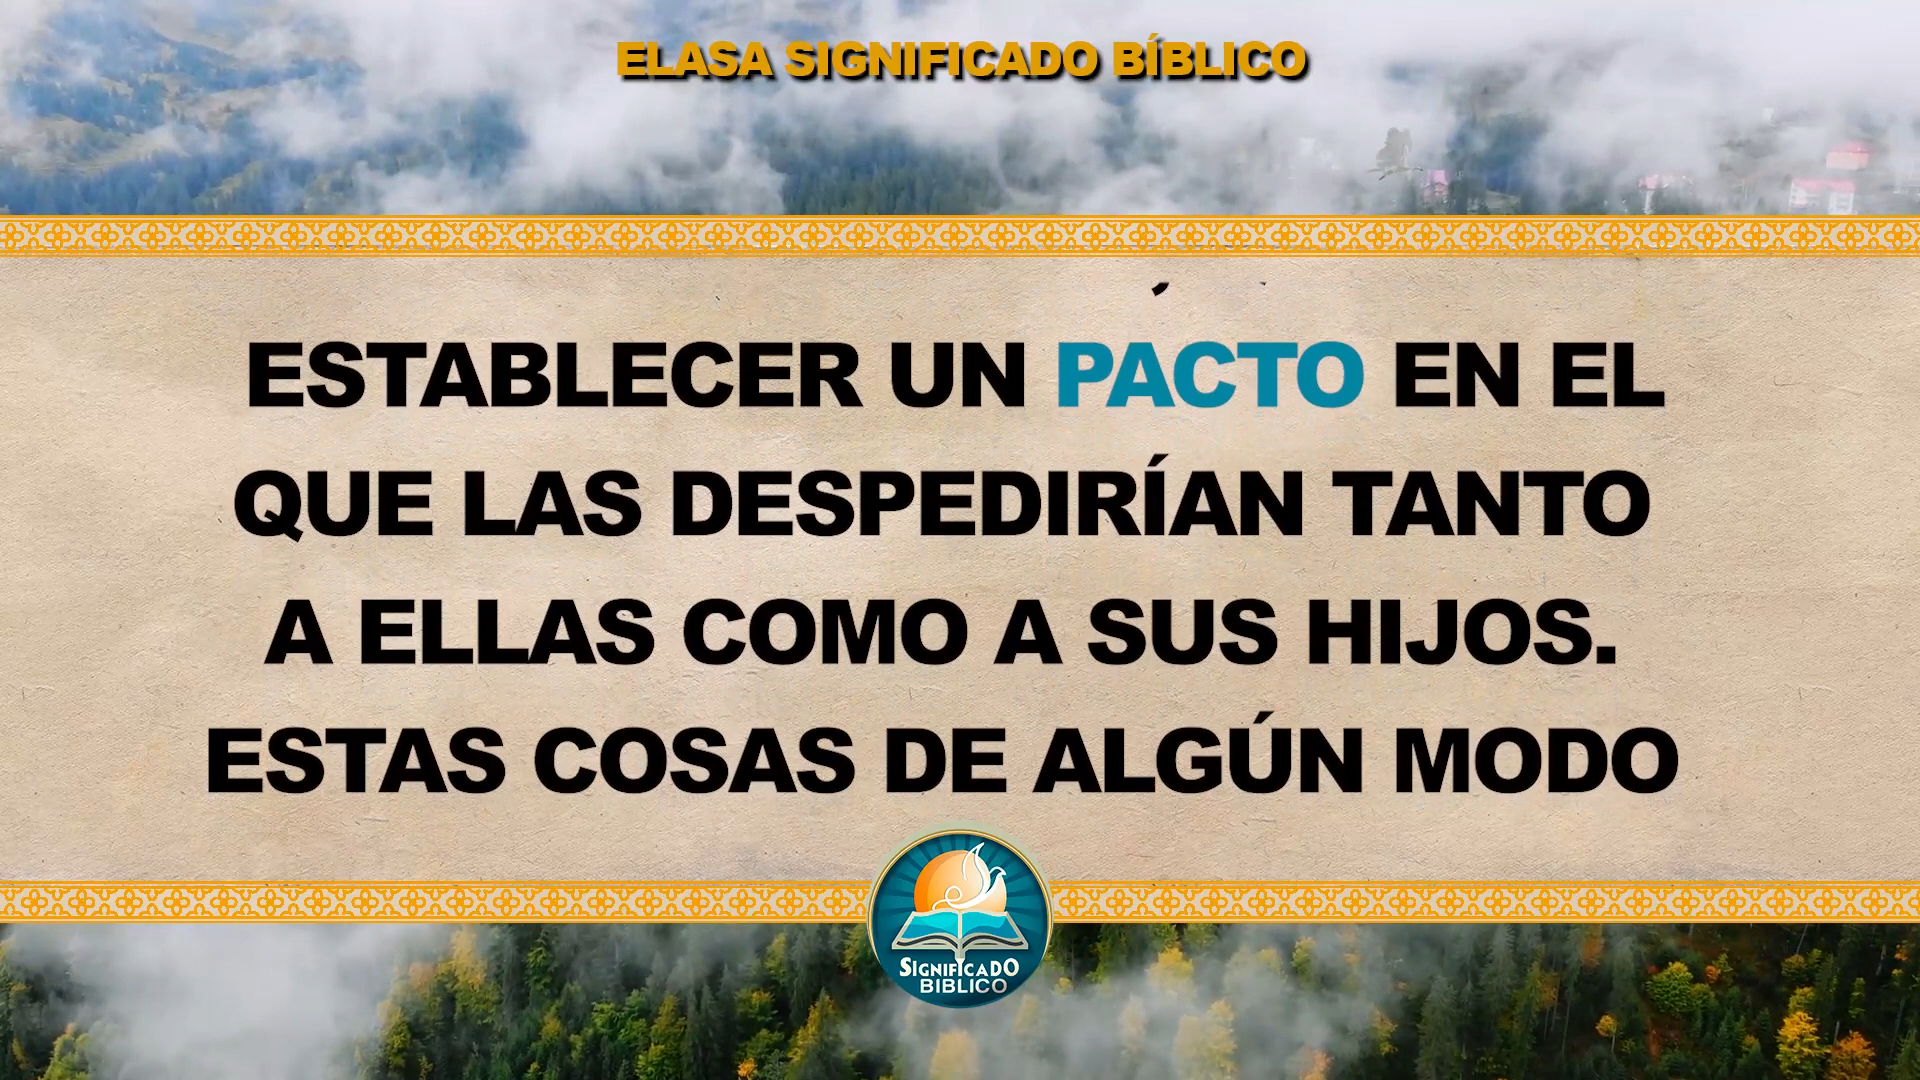 ELASA SIGNIFICADO BÍBLICO
ESTABLECER UN PACTO EN EL
QUE LAS DESPEDIRÍAN TANTO
A ELLAS COMO A SUS HIJOS.
ESTAS COSAS DE ALGÚN MODO
SIGNIFICADO
BIBLICO